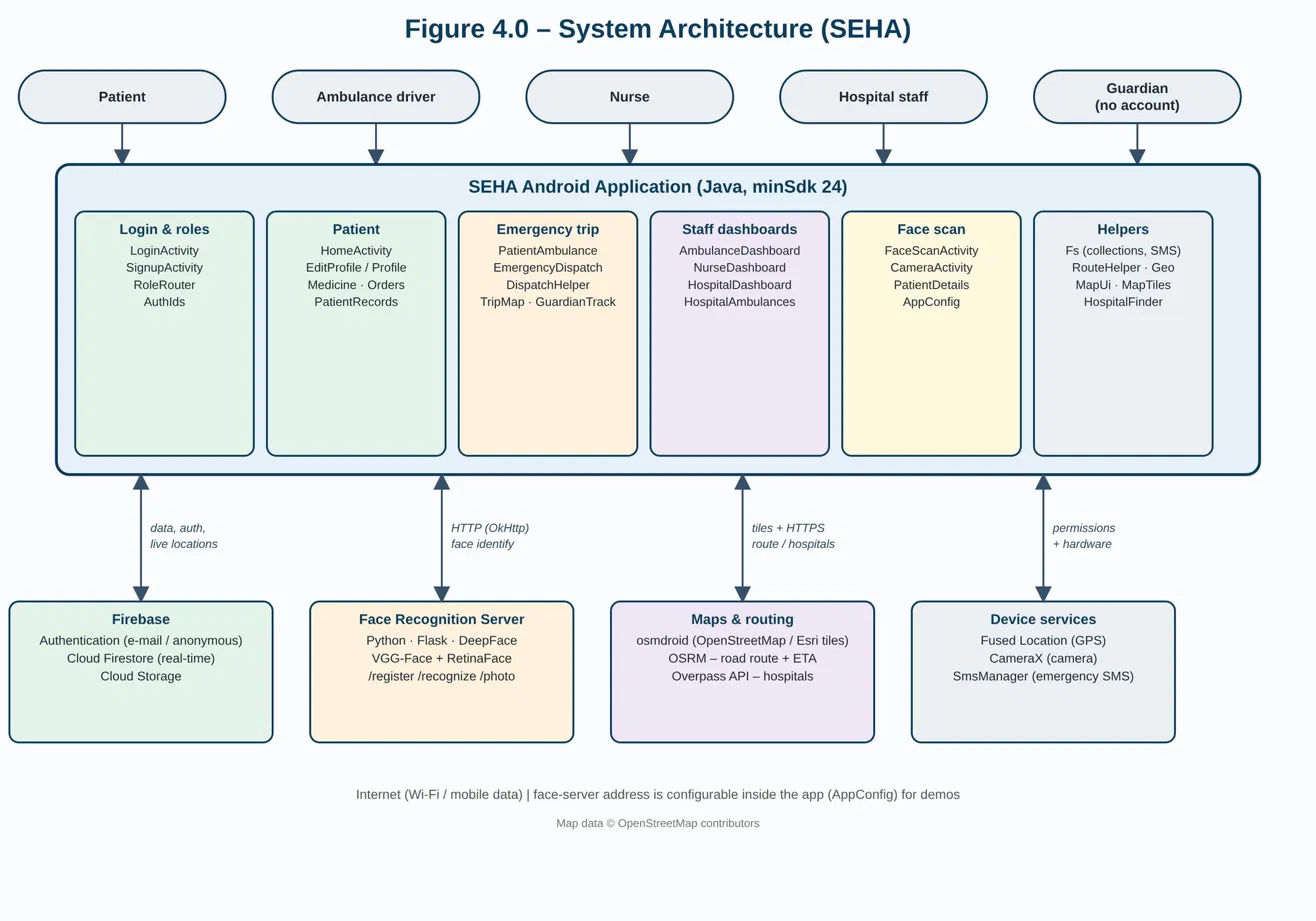 Figure 4.0 – System Architecture (SEHA)
Patient
Ambulance driver
Nurse
Hospital staff
Guardian
(no account)
SEHA Android Application (Java, minSdk 24)
Login & roles
LoginActivity
SignupActivity
RoleRouter
AuthIds
Patient
HomeActivity
EditProfile / Profile
Medicine · Orders
PatientRecords
Emergency trip
PatientAmbulance
EmergencyDispatch
DispatchHelper
TripMap · GuardianTrack
Staff dashboards
AmbulanceDashboard
NurseDashboard
HospitalDashboard
HospitalAmbulances
Face scan
FaceScanActivity
CameraActivity
PatientDetails
AppConfig
Helpers
Fs (collections, SMS)
RouteHelper · Geo
MapUi · MapTiles
HospitalFinder
data, auth,
live locations
HTTP (OkHttp)
face identify
tiles + HTTPS
route / hospitals
permissions
+ hardware
Firebase
Authentication (e-mail / anonymous)
Cloud Firestore (real-time)
Cloud Storage
Face Recognition Server
Python · Flask · DeepFace
VGG-Face + RetinaFace
/register /recognize /photo
Maps & routing
osmdroid (OpenStreetMap / Esri tiles)
OSRM – road route + ETA
Overpass API – hospitals
Device services
Fused Location (GPS)
CameraX (camera)
SmsManager (emergency SMS)
Internet (Wi-Fi / mobile data) | face-server address is configurable inside the app (AppConfig) for demos
Map data © OpenStreetMap contributors